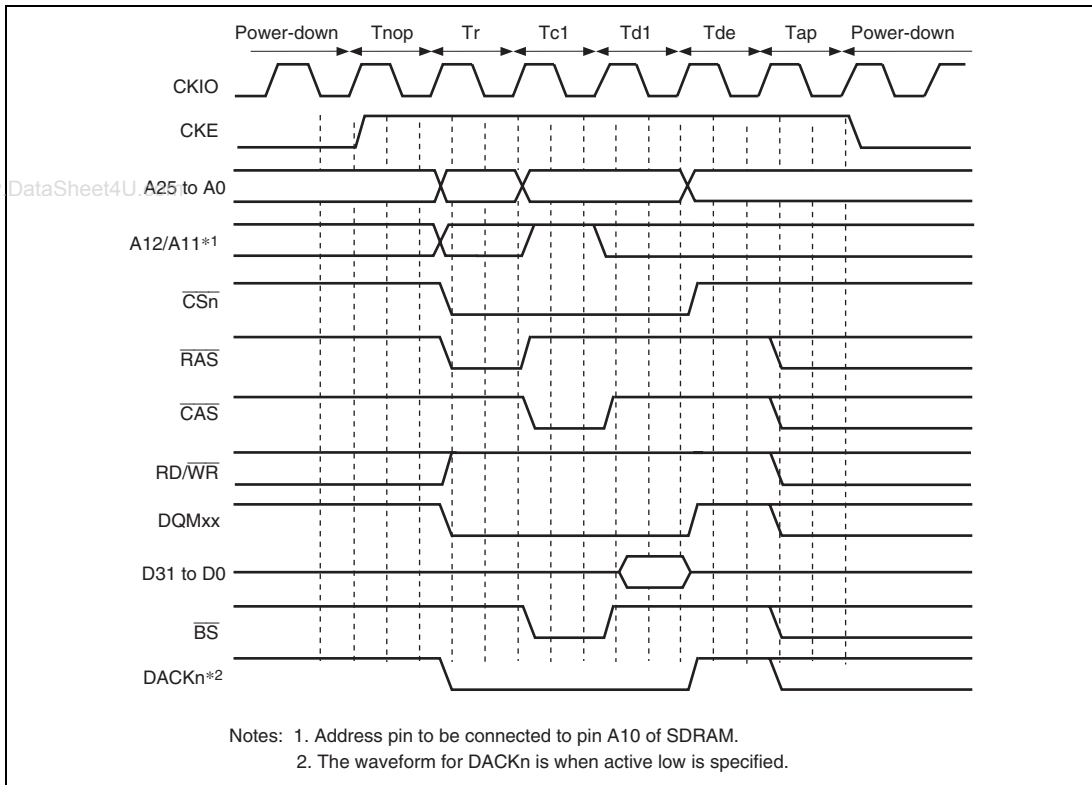 Power-down Tnop Tr Tc1 Td1 Tde Tap Power-down
CKIO
CKE
DataSheet4U.com
A25 to A0
A12/A11*1
CSn
RAS
CAS
RD/WR
DQMxx
D31 to D0
BS
DACKn*2
Notes: 1. Address pin to be connected to pin A10 of SDRAM.
2. The waveform for DACKn is when active low is specified.